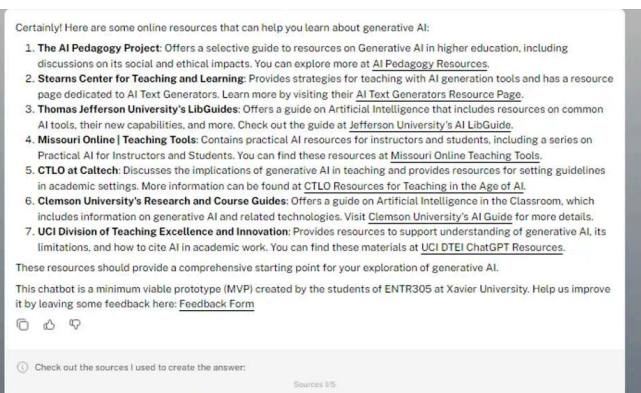 Certainly! Here are some online resources that can help you learn about generative AI:
1. The AI Pedagogy Project: Offers a selective guide to resources on Generative AI in higher education, including
discussions on its social and ethical impacts. You can explore more at AI Pedagogy Resources.
2. Stearns Center for Teaching and Learning: Provides strategies for teaching with AI generation tools and has a resource
page dedicated to AI Text Generators. Learn more by visiting their AI Text Generators Resource Page.
3. Thomas Jefferson University's LibGuides: Offers a guide on Artificial Intelligence that includes resources on common
AI tools, their new capabilities, and more. Check out the guide at Jefferson University's AI LibGuide.
4. Missouri Online | Teaching Tools: Contains practical AI resources for instructors and students, including a series on
Practical AI for Instructors and Students. You can find these resources at Missouri Online Teaching Tools.
5. CTLO at Caltech: Discusses the implications of generative AI in teaching and provides resources for setting guidelines
in academic settings. More information can be found at CTLO Resources for Teaching in the Age of AI.
6. Clemson University's Research and Course Guides: Offers a guide on Artificial Intelligence in the Classroom, which
includes information on generative AI and related technologies. Visit Clemson University's AI Guide for more details.
7. UCI Division of Teaching Excellence and Innovation: Provides resources to support understanding of generative AI, its
limitations, and how to cite AI in academic work. You can find these materials at UCI DTEI ChatGPT Resources.
These resources should provide a comprehensive starting point for your exploration of generative AI.
This chatbot is a minimum viable prototype (MVP) created by the students of ENTR305 at Xavier University. Help us improve
it by leaving some feedback here: Feedback Form
Check out the sources I used to create the answer:
Sources 1/5